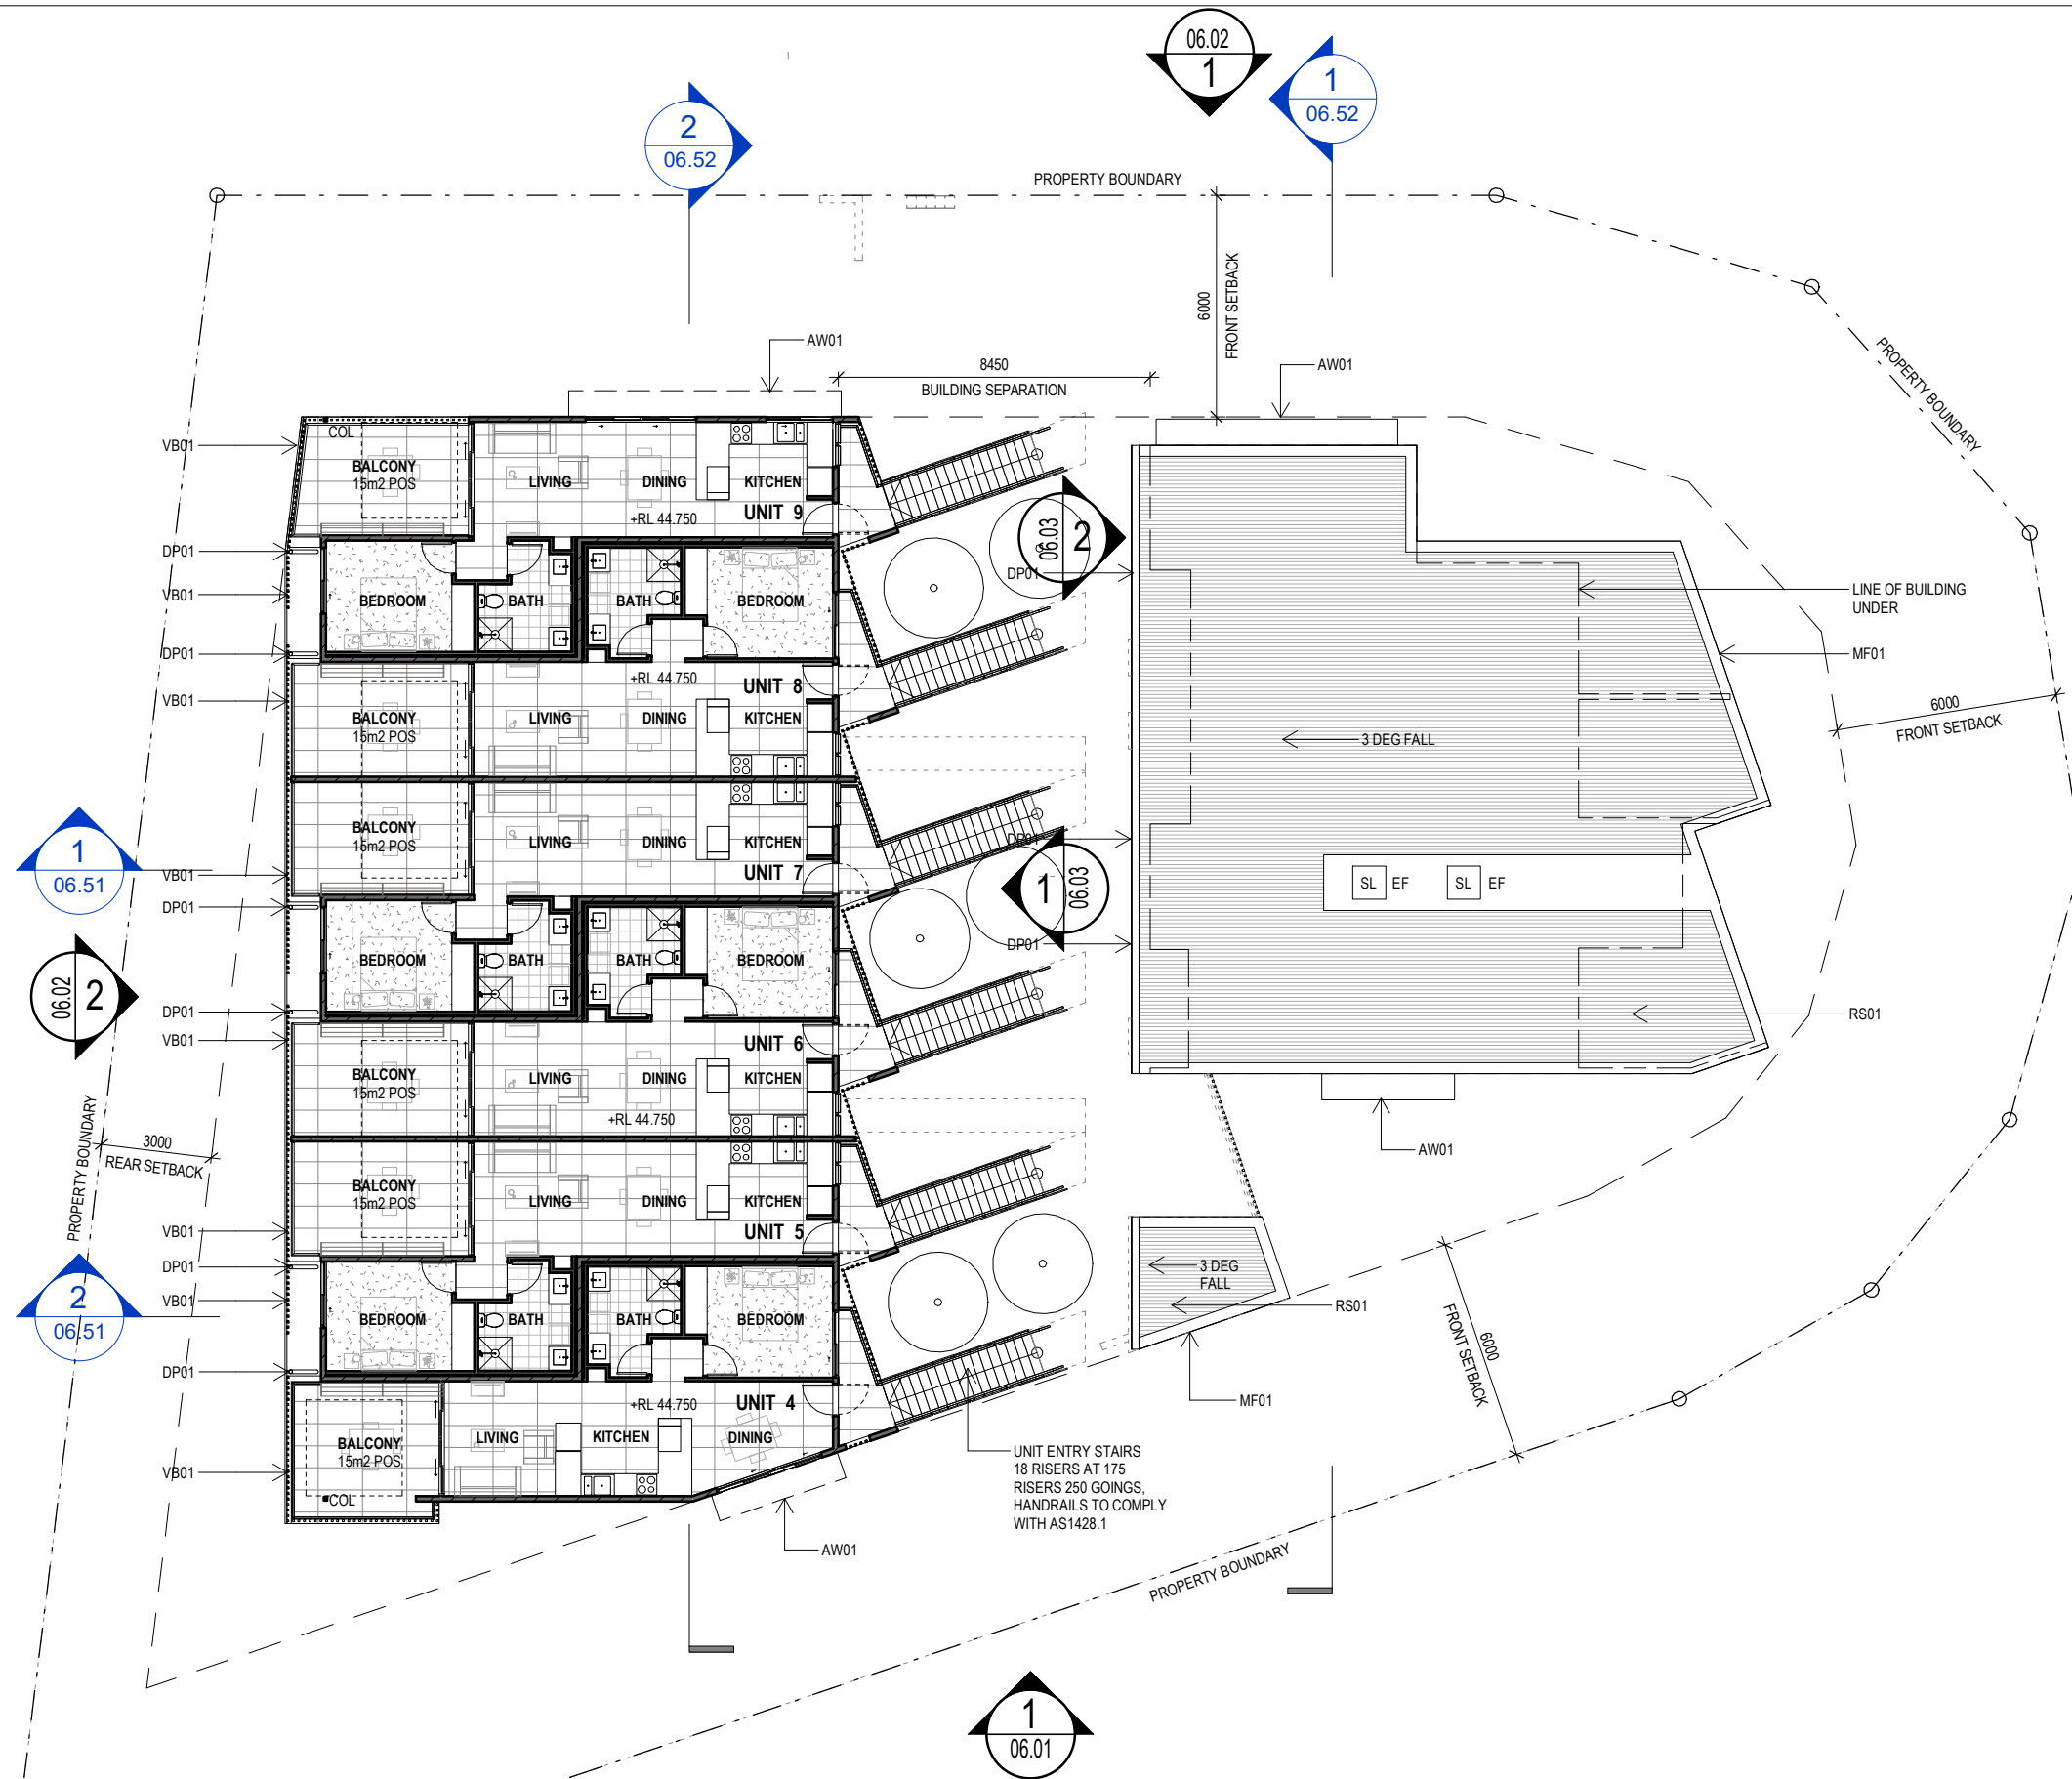 06.02
1
1
06.52
2
06.52
PROPERTY BOUNDARY
6000
FRONT SETBACK
PROPERTY BOUNDARY
AW01
8450
BUILDING SEPARATION
AW01
VB01
COL
BALCONY
15m2 POS
LIVING
DINING
KITCHEN
+RL 44.750
UNIT 9
DP01
VB01
BEDROOM
BATH
BATH
BEDROOM
06.03
2
DP01
LINE OF BUILDING
UNDER
DP01
MF01
+RL 44.750
UNIT 8
VB01
BALCONY
15m2 POS
LIVING
DINING
KITCHEN
3 DEG FALL
6000
FRONT SETBACK
BALCONY
15m2 POS
LIVING
DINING
KITCHEN
UNIT 7
DP01
1
06.51
VB01
SL
EF
SL
EF
1
06.03
DP01
DP01
BEDROOM
BATH
BATH
BEDROOM
06.02
2
DP01
VB01
UNIT 6
RS01
BALCONY
15m2 POS
LIVING
DINING
KITCHEN
+RL 44.750
PROPERTY BOUNDARY
3000
REAR SETBACK
AW01
BALCONY
15m2 POS
LIVING
DINING
KITCHEN
VB01
UNIT 5
DP01
3 DEG
FALL
2
06.51
VB01
BEDROOM
BATH
BATH
BEDROOM
RS01
6000
FRONT SETBACK
DP01
+RL 44.750
UNIT 4
MF01
BALCONY
15m2 POS
LIVING
KITCHEN
DINING
VB01
COL
UNIT ENTRY STAIRS
18 RISERS AT 175
RISERS 250 GOINGS,
HANDRAILS TO COMPLY
WITH AS1428.1
AW01
PROPERTY BOUNDARY
1
06.01